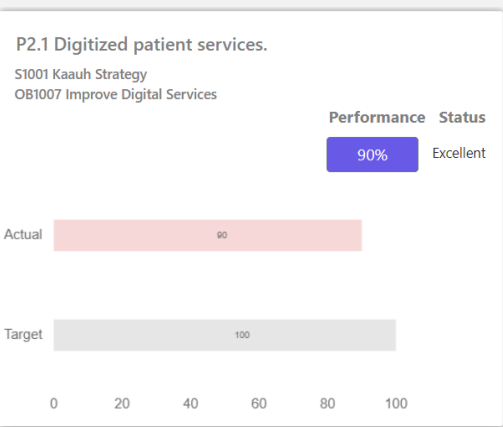 P2.1 Digitized patient services.
S1001 Kaauh Strategy
OB1007 Improve Digital Services
Performance Status
90% Excellent
Actual 90
Target 100
0 20 40 60 80 100